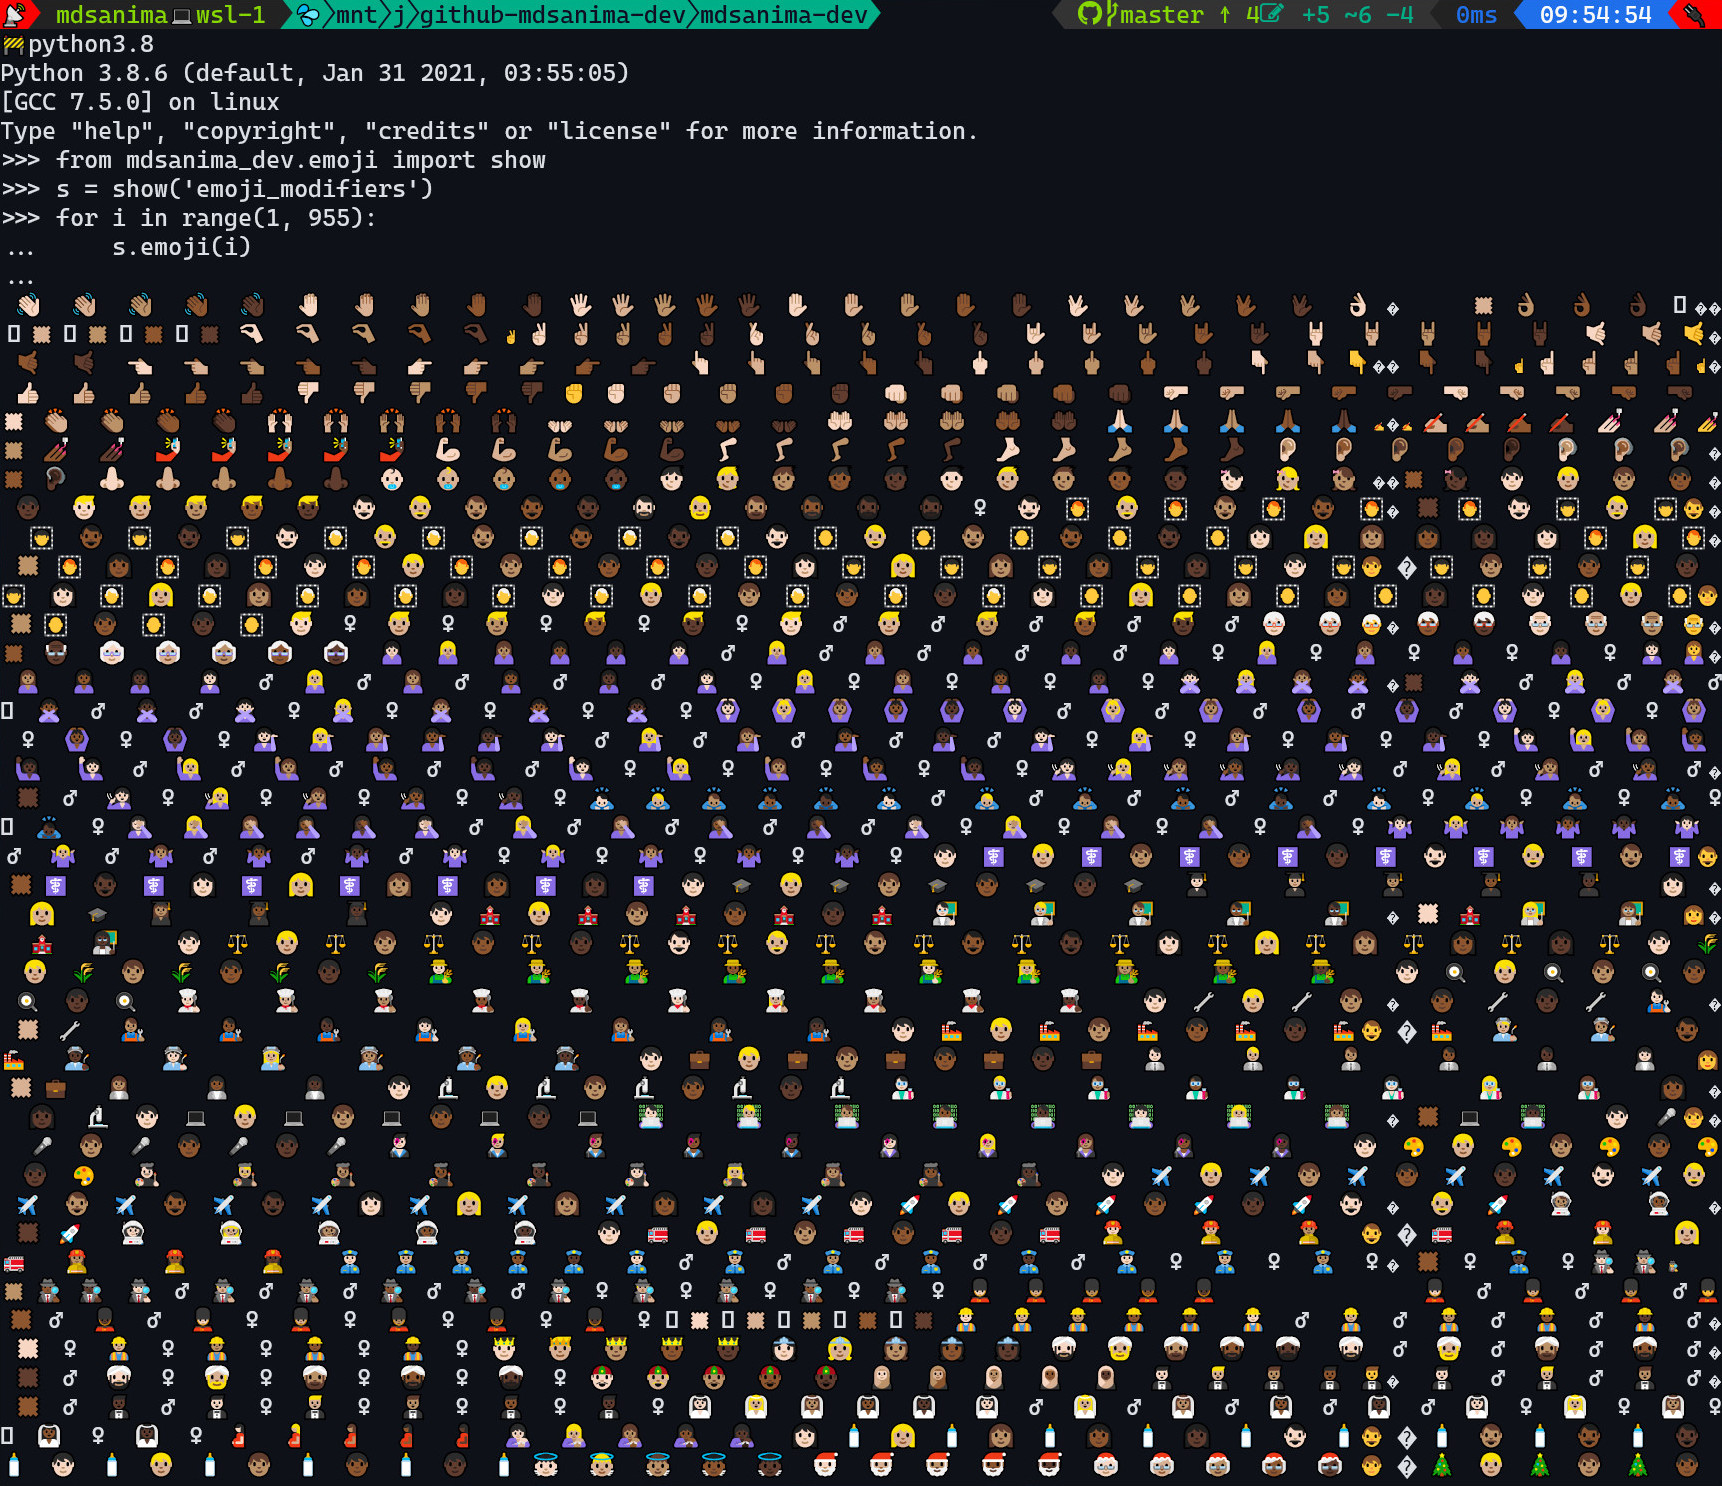 mdsanima wsl-1 mnt j github-mdsanima-dev mdsanima-dev master ↑ 4 +5 ~6 -4 0ms 09:54:54
python3.8
Python 3.8.6 (default, Jan 31 2021, 03:55:05)
[GCC 7.5.0] on linux
Type "help", "copyright", "credits" or "license" for more information.
>>> from mdsanima_dev.emoji import show
>>> s = show('emoji_modifiers')
>>> for i in range(1, 955):
...     s.emoji(i)
...